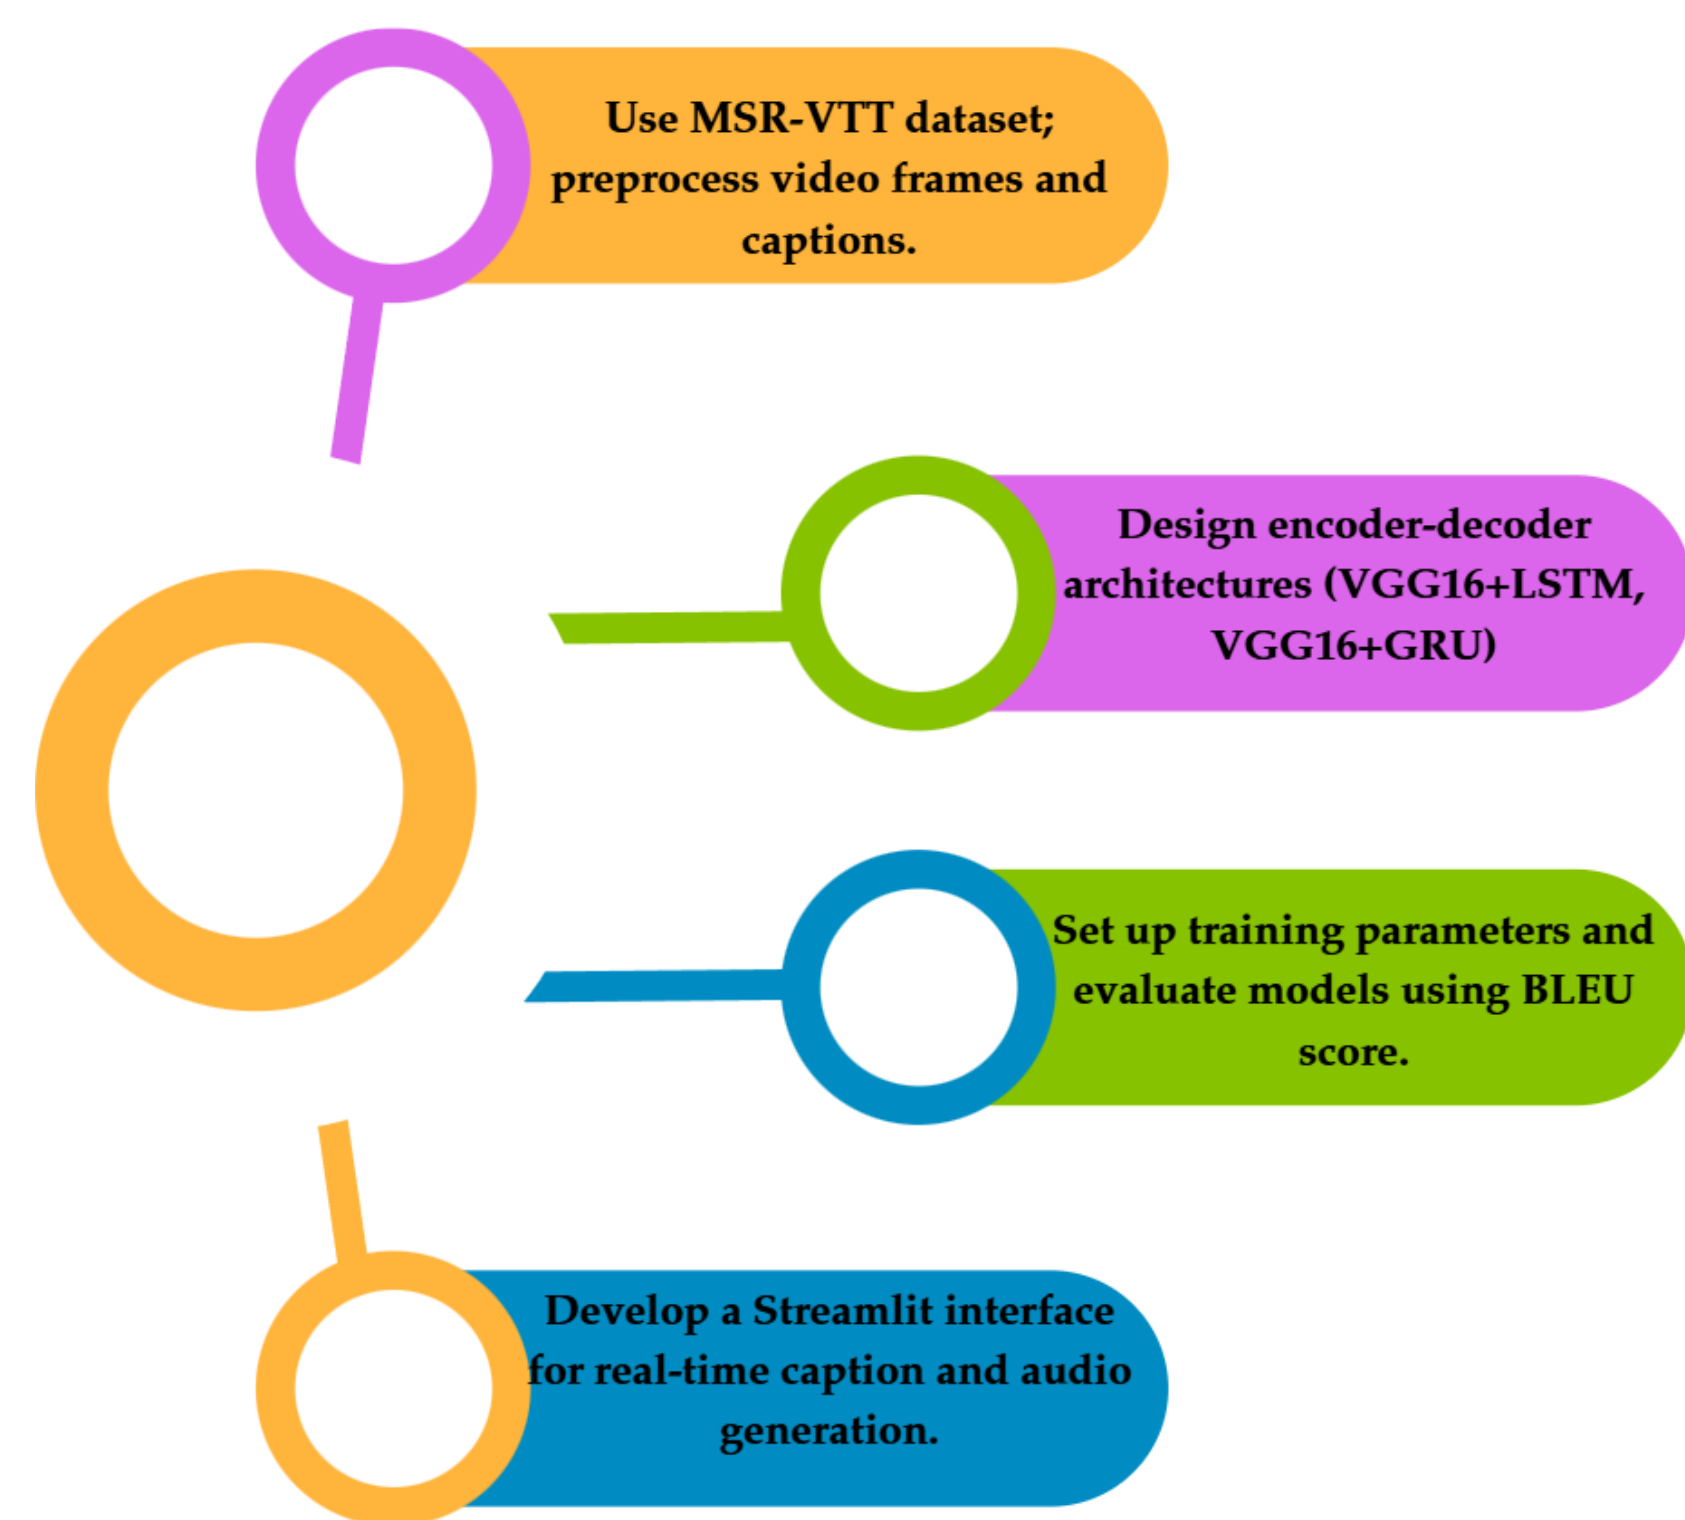 Use MSR-VTT dataset;
preprocess video frames and
captions.
Design encoder-decoder
architectures (VGG16+LSTM,
VGG16+GRU)
Set up training parameters and
evaluate models using BLEU
score.
Develop a Streamlit interface
for real-time caption and audio
generation.